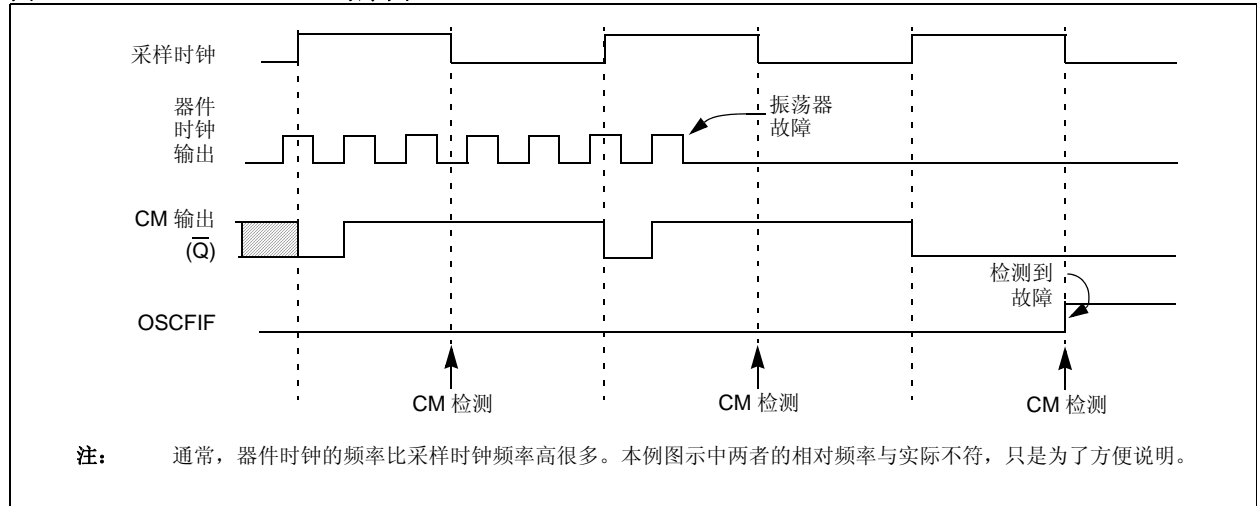 采样时钟
器件
时钟
输出
振荡器
故障
CM 输出
(Q)
检测到
故障
OSCFIF
CM 检测
CM 检测
CM 检测
注： 通常，器件时钟的频率比采样时钟频率高很多。本例图示中两者的相对频率与实际不符，只是为了方便说明。